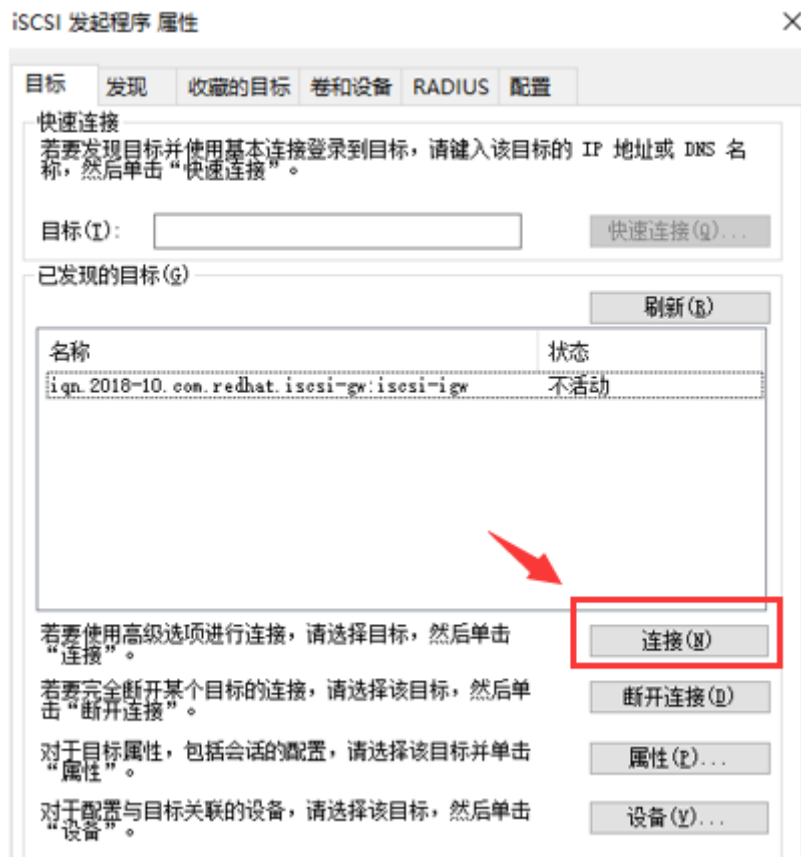 iSCSI 发起程序 属性
目标 发现 收藏的目标 卷和设备 RADIUS 配置
快速连接
若要发现目标并使用基本连接登录到目标，请键入该目标的 IP 地址或 DNS 名
称，然后单击“快速连接”。
目标(T): 快速连接(Q)...
已发现的目标(G)
刷新(R)
名称 状态
iqn.2018-10.com.redhat.iscsi-gw:iscsi-igw 不活动
若要使用高级选项进行连接，请选择目标，然后单击
“连接”。
连接(N)
若要完全断开某个目标的连接，请选择该目标，然后单
击“断开连接”。
断开连接(D)
对于目标属性，包括会话的配置，请选择该目标并单击
“属性”。
属性(P)...
对于配置与目标关联的设备，请选择该目标，然后单击
“设备”。
设备(V)...